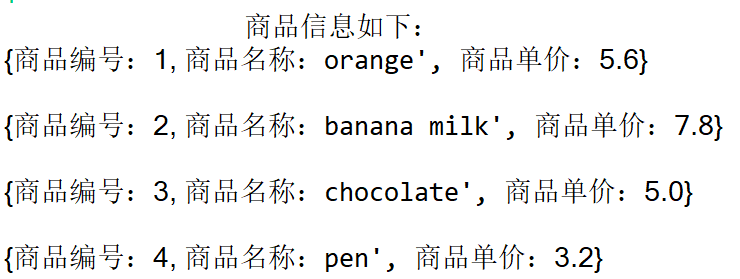 商品信息如下：
{商品编号：1, 商品名称：orange', 商品单价：5.6}
{商品编号：2, 商品名称：banana milk', 商品单价：7.8}
{商品编号：3, 商品名称：chocolate', 商品单价：5.0}
{商品编号：4, 商品名称：pen', 商品单价：3.2}